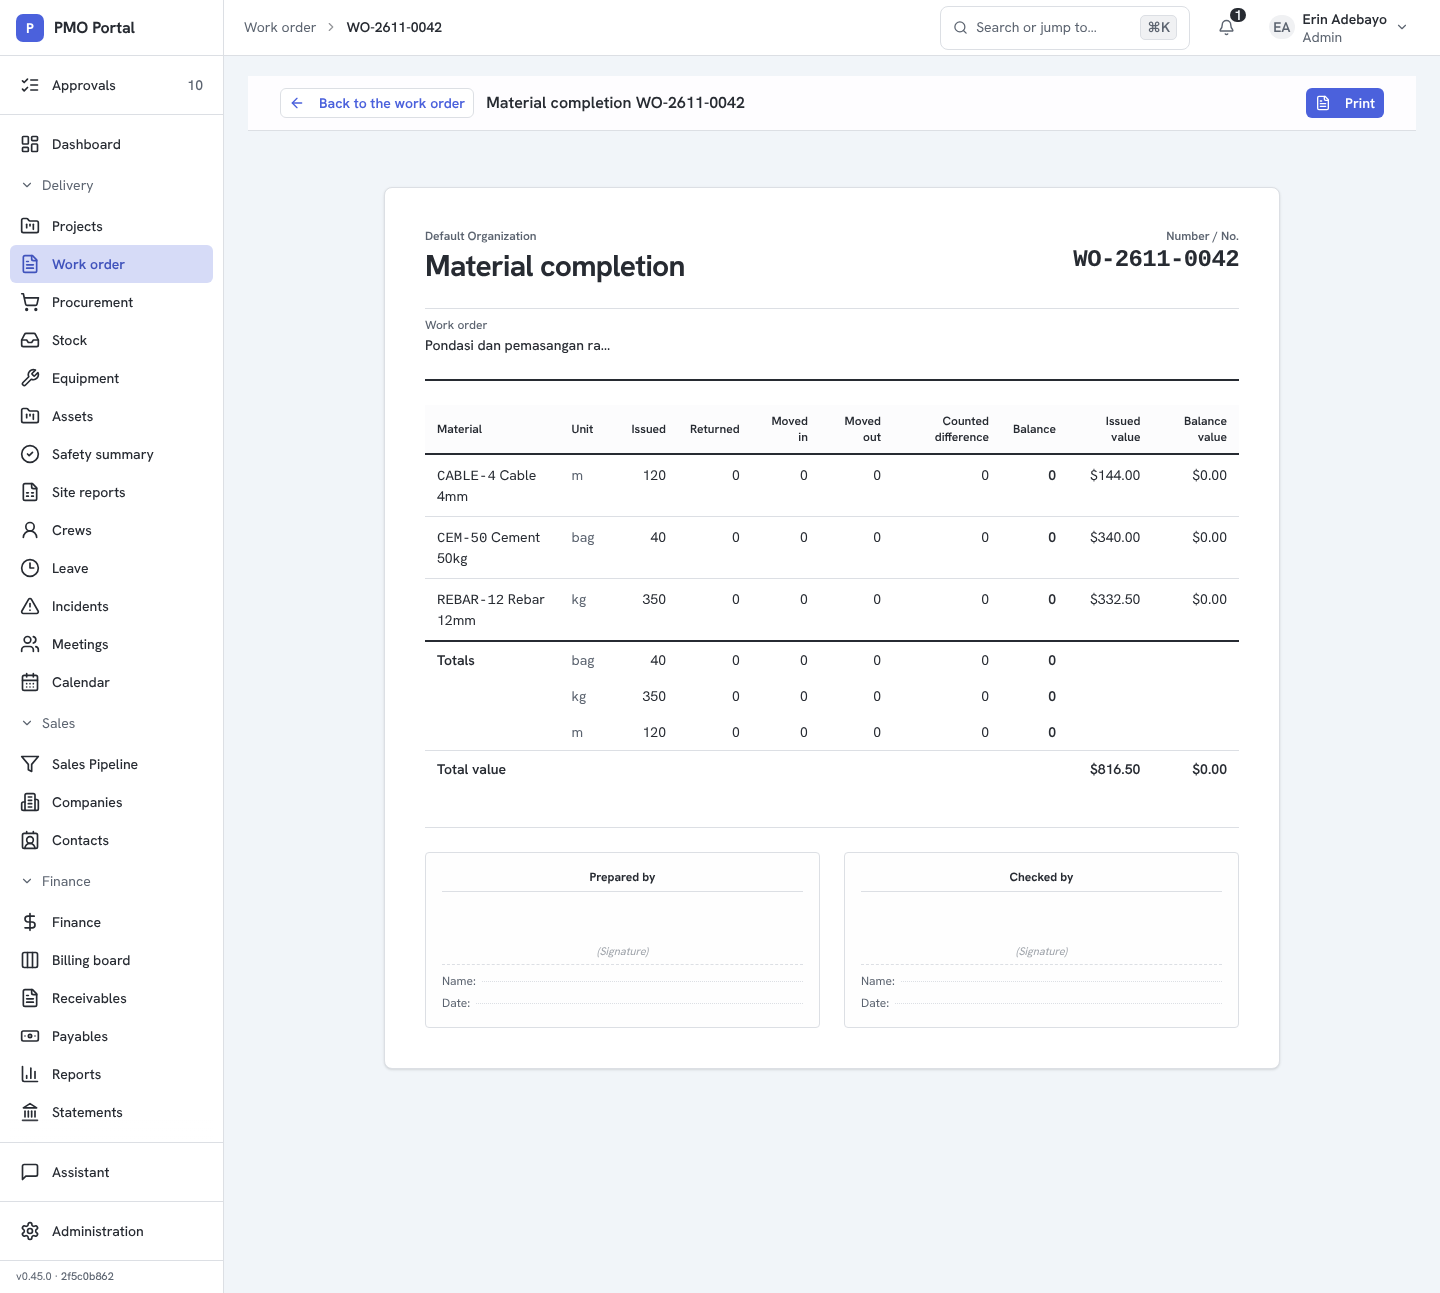 P PMO Portal
Work order > WO-2611-0042
Search or jump to... ⌘K
1
EA Erin Adebayo
Admin
Approvals 10
Dashboard
Delivery
Projects
Work order
Procurement
Stock
Equipment
Assets
Safety summary
Site reports
Crews
Leave
Incidents
Meetings
Calendar
Sales
Sales Pipeline
Companies
Contacts
Finance
Finance
Billing board
Receivables
Payables
Reports
Statements
Assistant
Administration
v0.45.0 · 2f5c0b862
Back to the work order Material completion WO-2611-0042 Print
Default Organization
Material completion
Number / No.
WO-2611-0042
Work order
Pondasi dan pemasangan ra...
Material Unit Issued Returned Moved in Moved out Counted difference Balance Issued value Balance value
CABLE-4 Cable 4mm m 120 0 0 0 0 0 $144.00 $0.00
CEM-50 Cement 50kg bag 40 0 0 0 0 0 $340.00 $0.00
REBAR-12 Rebar 12mm kg 350 0 0 0 0 0 $332.50 $0.00
Totals bag 40 0 0 0 0 0
kg 350 0 0 0 0 0
m 120 0 0 0 0 0
Total value $816.50 $0.00
Prepared by
(Signature)
Name:
Date:
Checked by
(Signature)
Name:
Date: